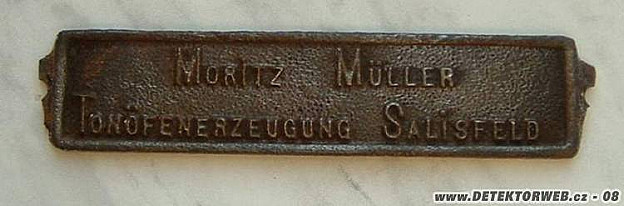 MORITZ MÜLLER
TONÖFENERZEUGUNG SALISFELD
www.DETEKTORWEB.cz - 08